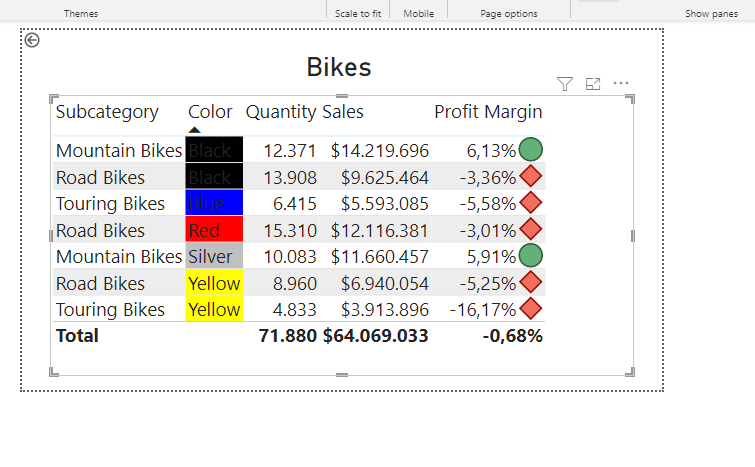 Themes Scale to fit Mobile Page options Show panes
Bikes
Subcategory Color Quantity Sales Profit Margin
Mountain Bikes Black 12.371 $14.219.696 6,13%
Road Bikes Black 13.908 $9.625.464 -3,36%
Touring Bikes Blue 6.415 $5.593.085 -5,58%
Road Bikes Red 15.310 $12.116.381 -3,01%
Mountain Bikes Silver 10.083 $11.660.457 5,91%
Road Bikes Yellow 8.960 $6.940.054 -5,25%
Touring Bikes Yellow 4.833 $3.913.896 -16,17%
Total 71.880 $64.069.033 -0,68%